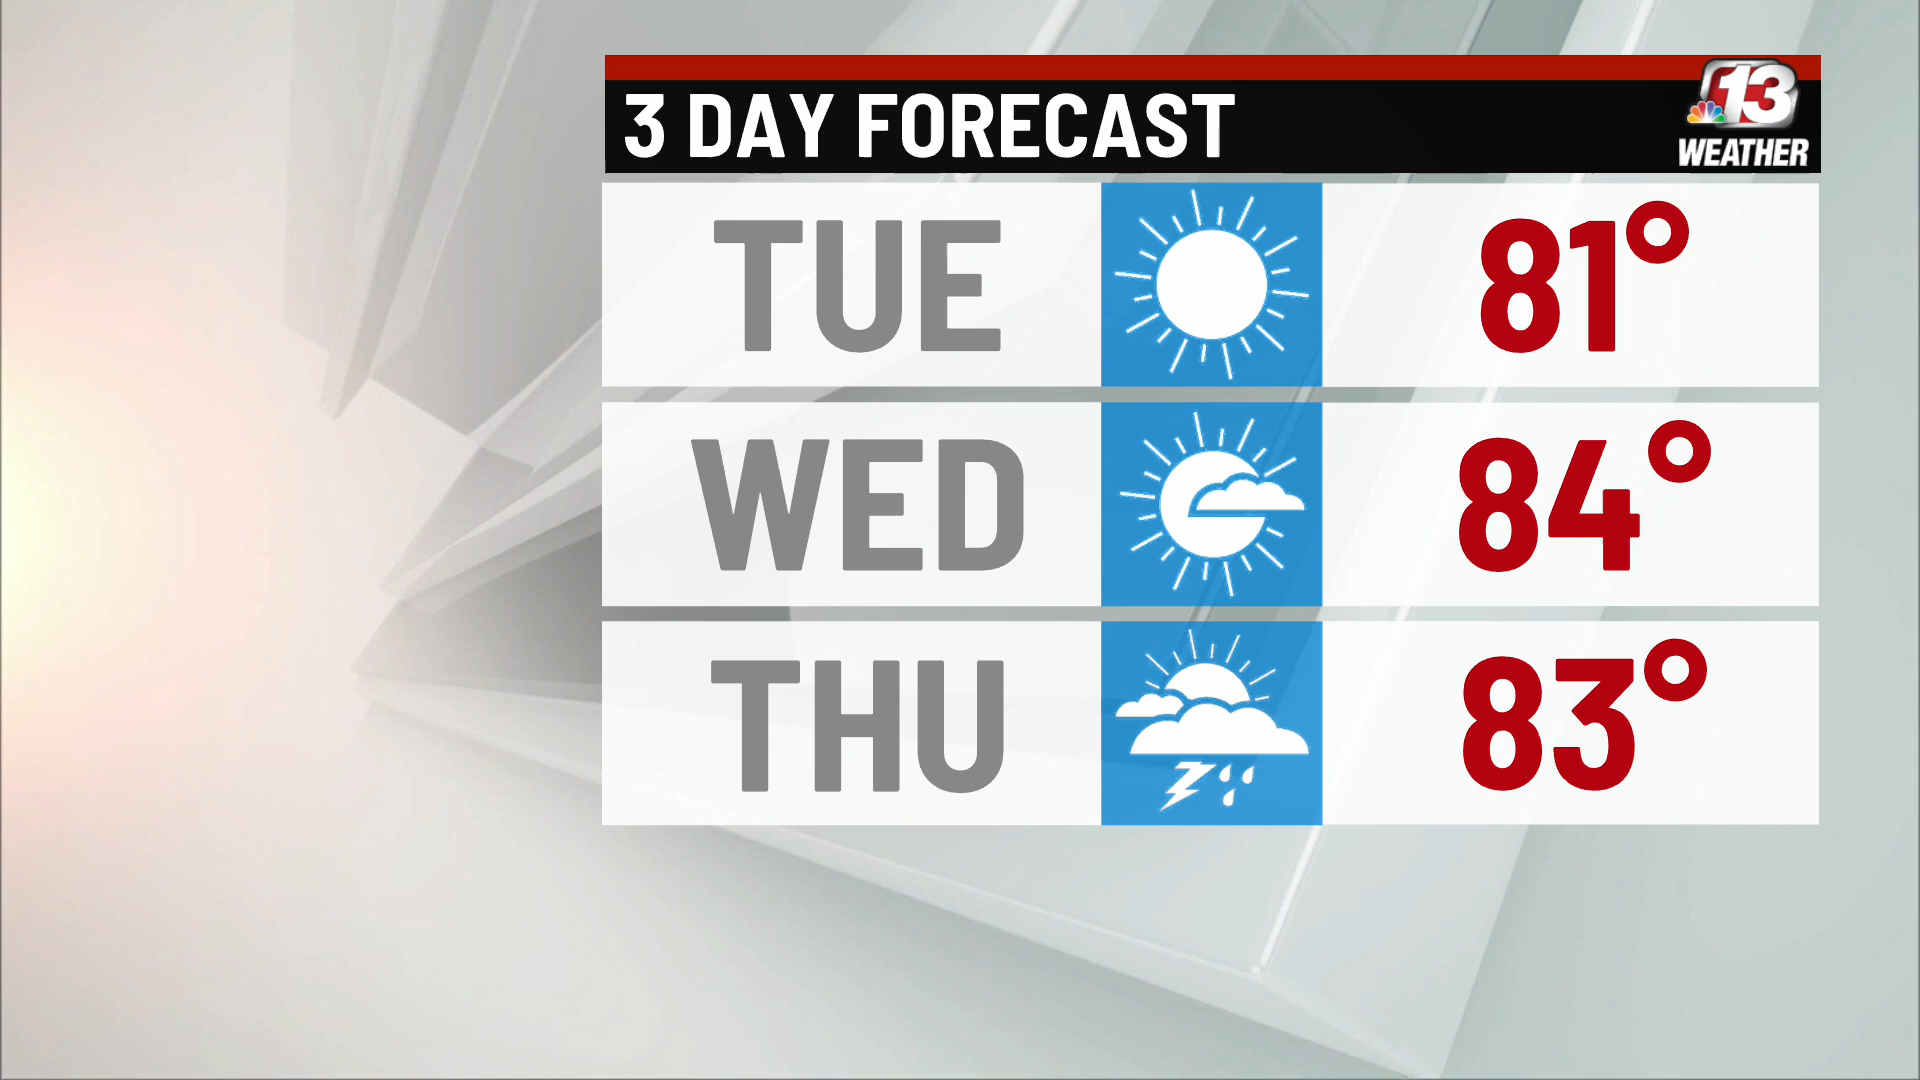 3 DAY FORECAST
13
WEATHER
TUE 81°
WED 84°
THU 83°